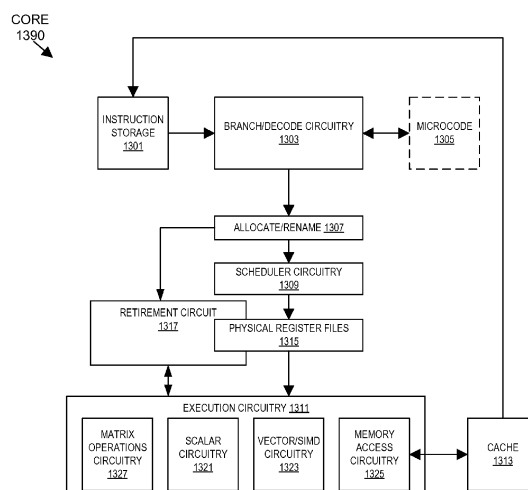 CORE
1390
INSTRUCTION
STORAGE
1301
BRANCH/DECODE CIRCUITRY
1303
MICROCODE
1305
ALLOCATE/RENAME 1307
SCHEDULER CIRCUITRY
1309
RETIREMENT CIRCUIT
1317
PHYSICAL REGISTER FILES
1315
EXECUTION CIRCUITRY 1311
MATRIX
OPERATIONS
CIRCUITRY
1327
SCALAR
CIRCUITRY
1321
VECTOR/SIMD
CIRCUITRY
1323
MEMORY
ACCESS
CIRCUITRY
1325
CACHE
1313